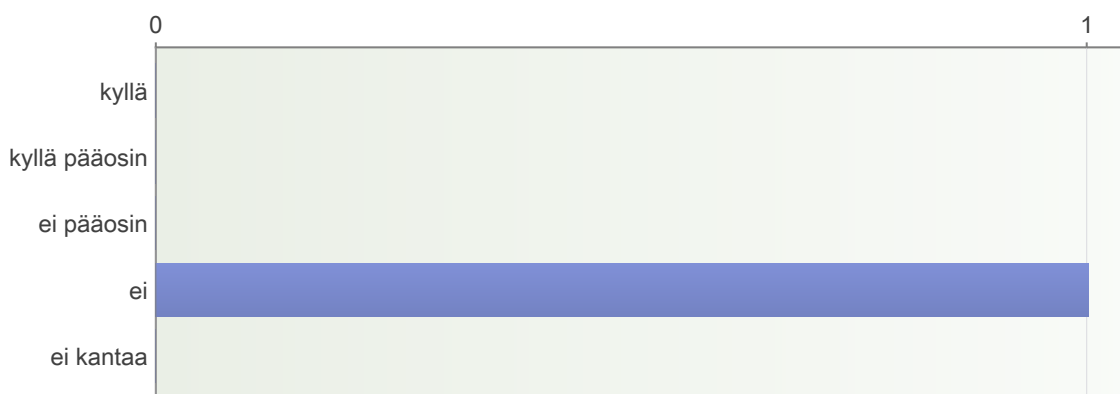 0 1
kyllä
kyllä pääosin
ei pääosin
ei
ei kantaa